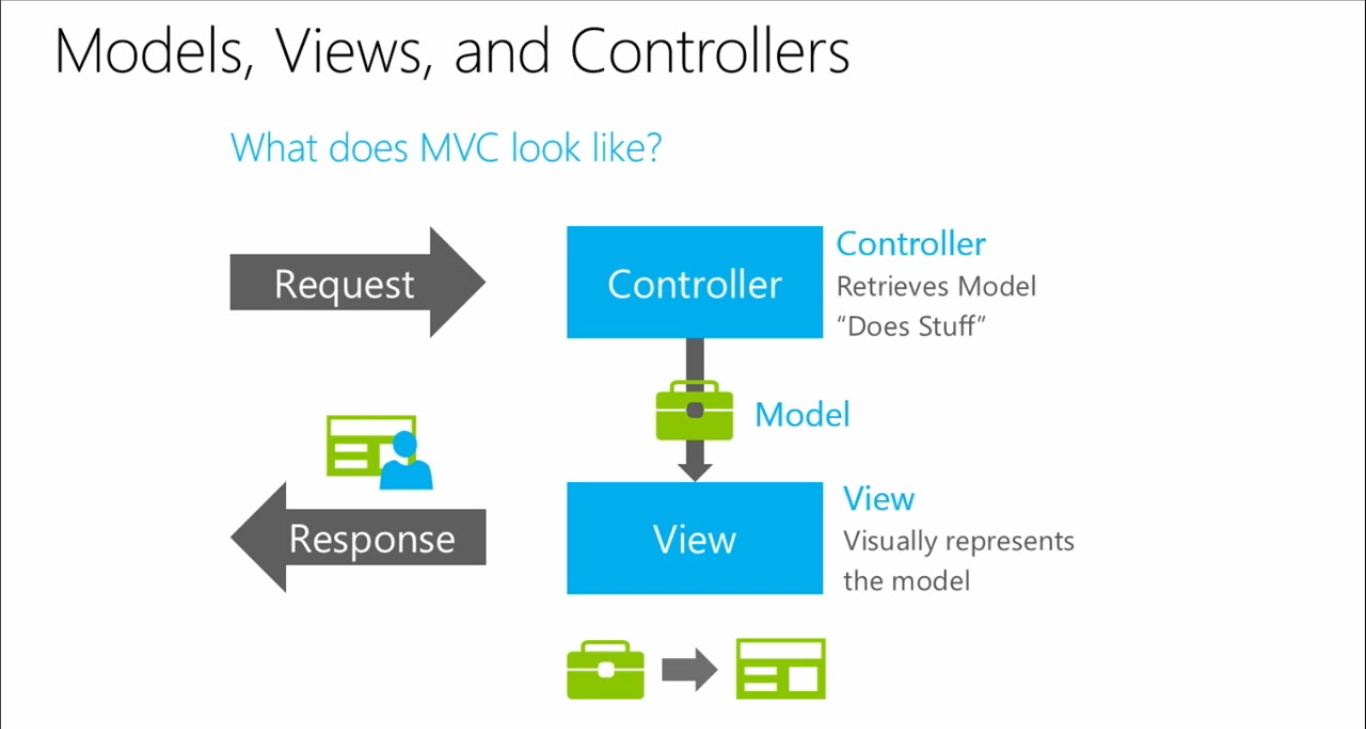 Models, Views, and Controllers
What does MVC look like?
Request
Controller
Controller
Retrieves Model
“Does Stuff”
Model
Response
View
View
Visually represents
the model